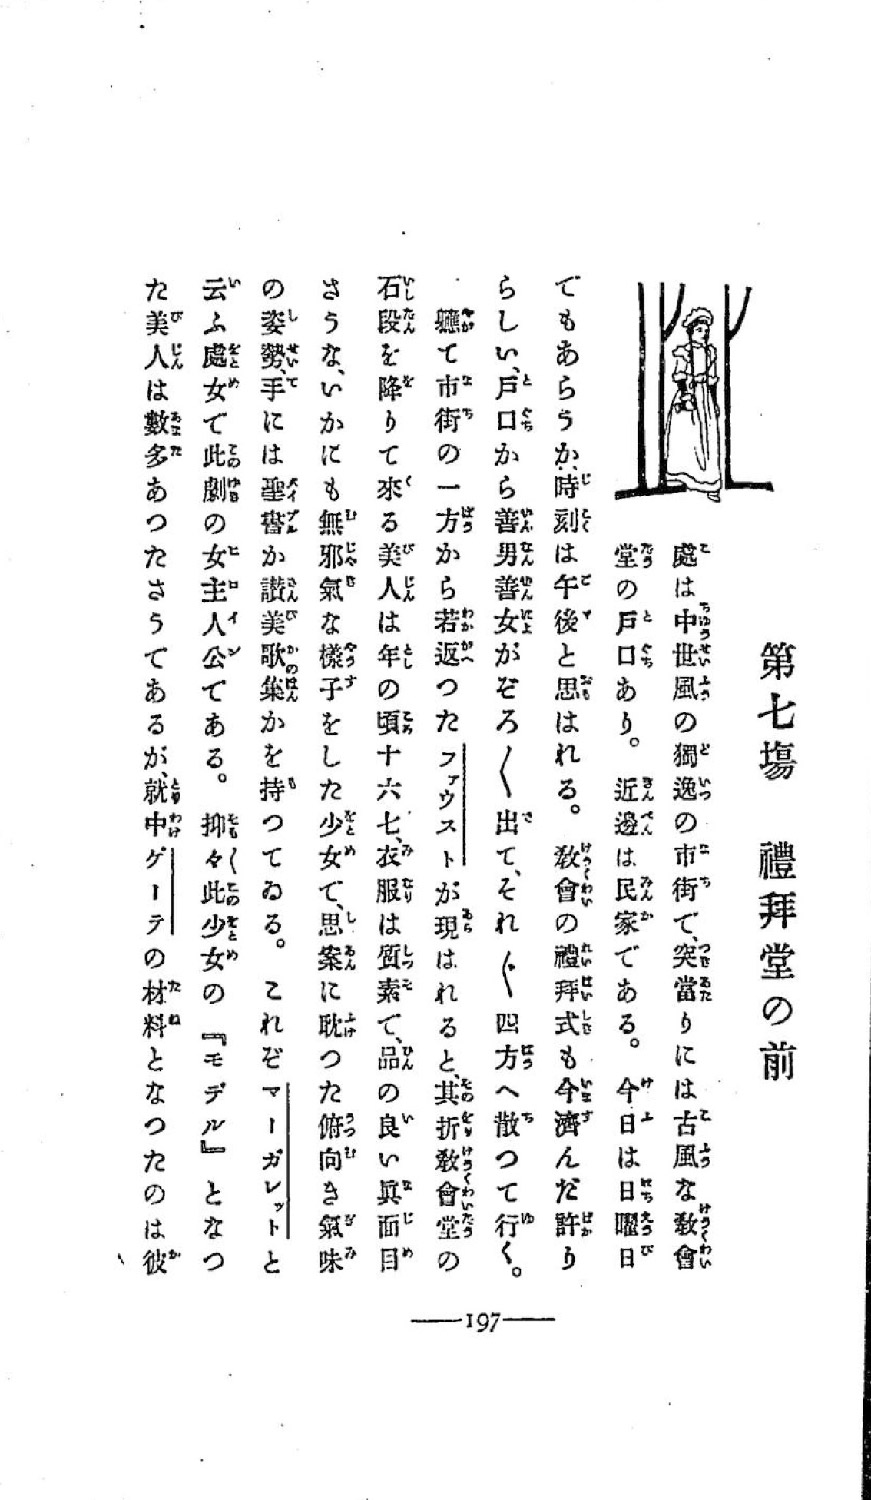 第七塲　禮拜堂の前
處は中世風の獨逸の市街で、突當りには古風な敎會
堂の戸口あり。近邊は民家である。今日は日曜日
でもあらうか、時刻は午後と思はれる。敎會の禮拜式も今濟んだ許り
らしい、戸口から善男善女がぞろ〱出て、それ〲四方へ散つて行く。
軈て市街の一方から若返つたファウストが現はれると、其折敎會堂の
石段を降りて來る美人は年の頃十六七、衣服は質素で、品の良い眞面目
さうな、いかにも無邪氣な樣子をした少女で、思案に耽つた俯向き氣味
の姿勢、手には聖書か讃美歌集かを持つてゐる。これぞマーガレットと
云ふ處女で此劇の女主人公である。抑々〱此少女の『モデル』となつ
た美人は數多あつたさうであるが、就中ゲーテの材料となつたのは彼
197